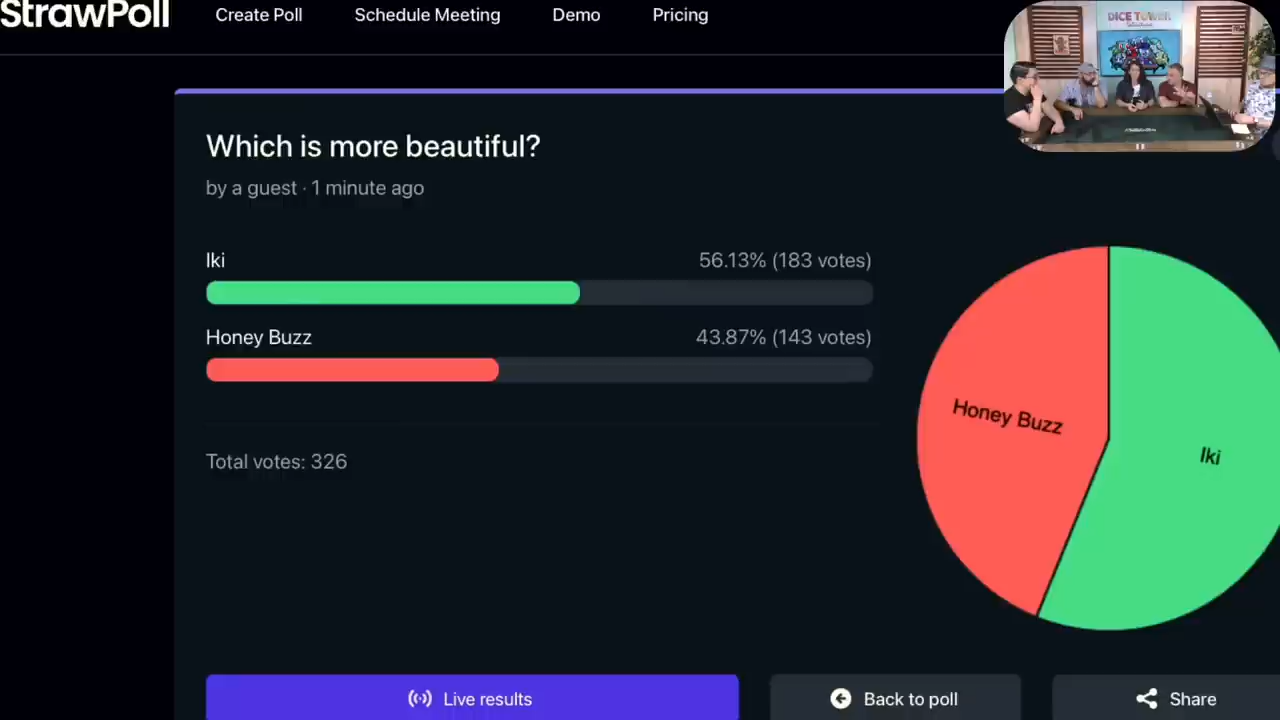 StrawPoll
Create Poll
Schedule Meeting
Demo
Pricing
DICE TOWER
Which is more beautiful?
by a guest · 1 minute ago
Iki
56.13% (183 votes)
Honey Buzz
43.87% (143 votes)
Total votes: 326
Honey Buzz
Iki
Live results
Back to poll
Share